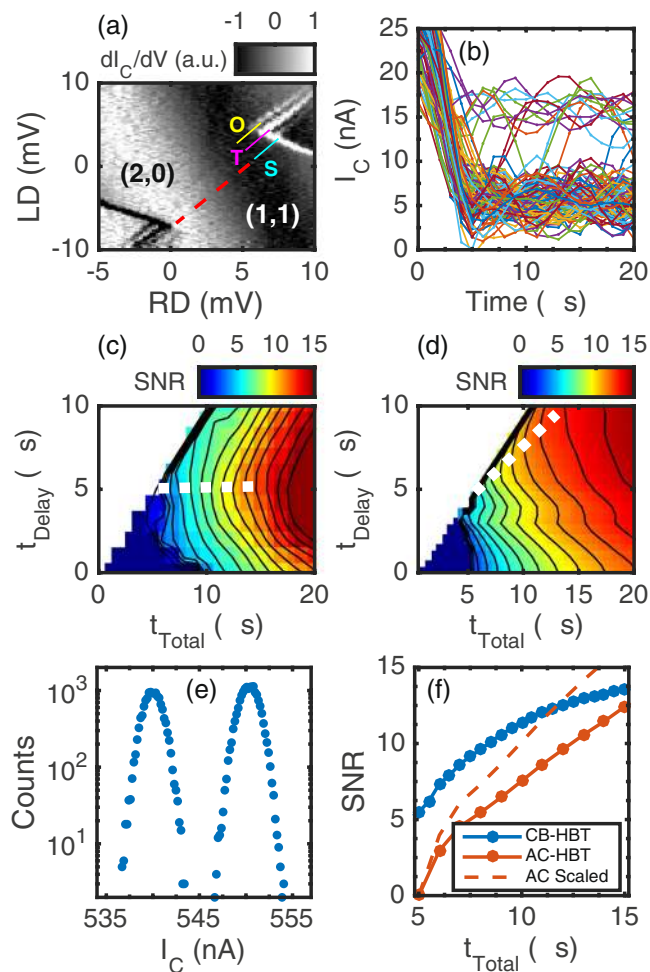 (a)
-1 0 1
dI_C/dV (a.u.)
10
0
-10
LD (mV)
O
T
S
(2,0)
(1,1)
-5 0 5 10
RD (mV)
(b)
25
20
15
10
5
0
I_C (nA)
0 5 10 15 20
Time ( s)
(c)
0 5 10 15
SNR
10
5
0
t_Delay ( s)
0 10 20
t_Total ( s)
(d)
0 5 10 15
SNR
10
5
0
t_Delay ( s)
5 10 15 20
t_Total ( s)
(e)
10^3
10^2
10^1
Counts
535 545 555
I_C (nA)
(f)
15
10
5
0
SNR
CB-HBT
AC-HBT
AC Scaled
5 10 15
t_Total ( s)